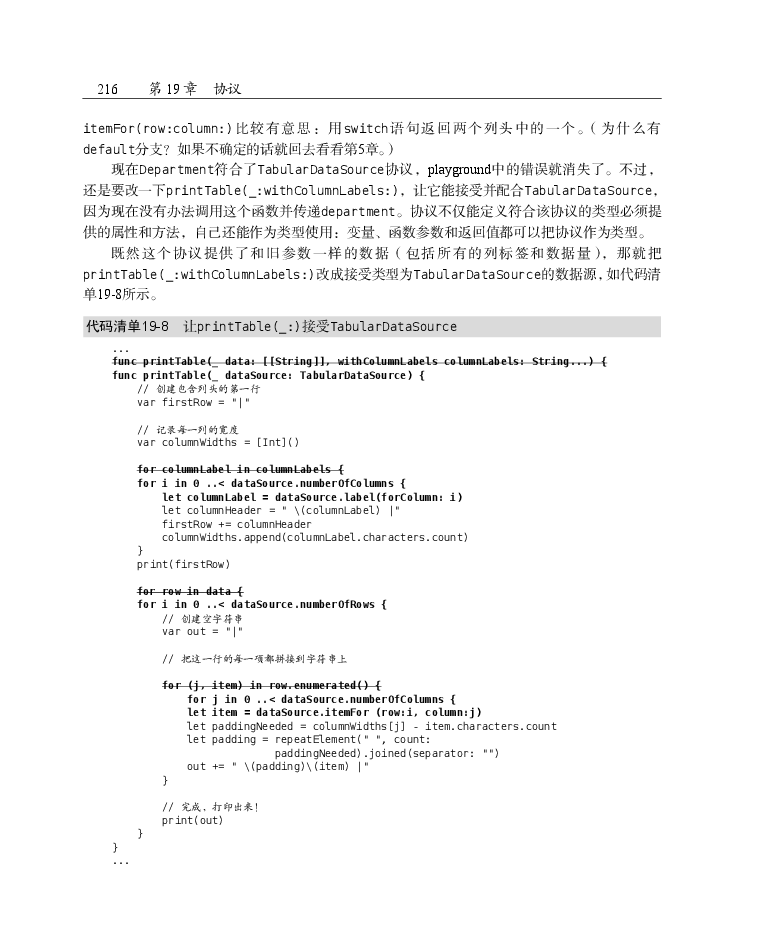 216 第 19 章 协议
itemFor(row:column:)比较有意思：用switch语句返回两个列头中的一个。（为什么有
default分支？如果不确定的话就回去看看第5章。）
现在Department符合了TabularDataSource协议，playground中的错误就消失了。不过，
还是要改一下printTable(_:withColumnLabels:)，让它能接受并配合TabularDataSource，
因为现在没有办法调用这个函数并传递department。协议不仅能定义符合该协议的类型必须提
供的属性和方法，自己还能作为类型使用：变量、函数参数和返回值都可以把协议作为类型。
既然这个协议提供了和旧参数一样的数据（包括所有的列标签和数据量），那就把
printTable(_:withColumnLabels:)改成接受类型为TabularDataSource的数据源，如代码清
单19-8所示。
代码清单19-8 让printTable(_:)接受TabularDataSource
...
func printTable(_ data: [[String]], withColumnLabels columnLabels: String...) {
func printTable(_ dataSource: TabularDataSource) {
// 创建包含列头的第一行
var firstRow = "|"
// 记录每一列的宽度
var columnWidths = [Int]()
for columnLabel in columnLabels {
for i in 0 ..< dataSource.numberOfColumns {
let columnLabel = dataSource.label(forColumn: i)
let columnHeader = " \(columnLabel) |"
firstRow += columnHeader
columnWidths.append(columnLabel.characters.count)
}
print(firstRow)
for row in data {
for i in 0 ..< dataSource.numberOfRows {
// 创建空字符串
var out = "|"
// 把这一行的每一项都拼接到字符串上
for (j, item) in row.enumerated() {
for j in 0 ..< dataSource.numberOfColumns {
let item = dataSource.itemFor (row:i, column:j)
let paddingNeeded = columnWidths[j] - item.characters.count
let padding = repeatElement(" ", count:
paddingNeeded).joined(separator: "")
out += " \(padding)\(item) |"
}
// 完成，打印出来！
print(out)
}
}
...